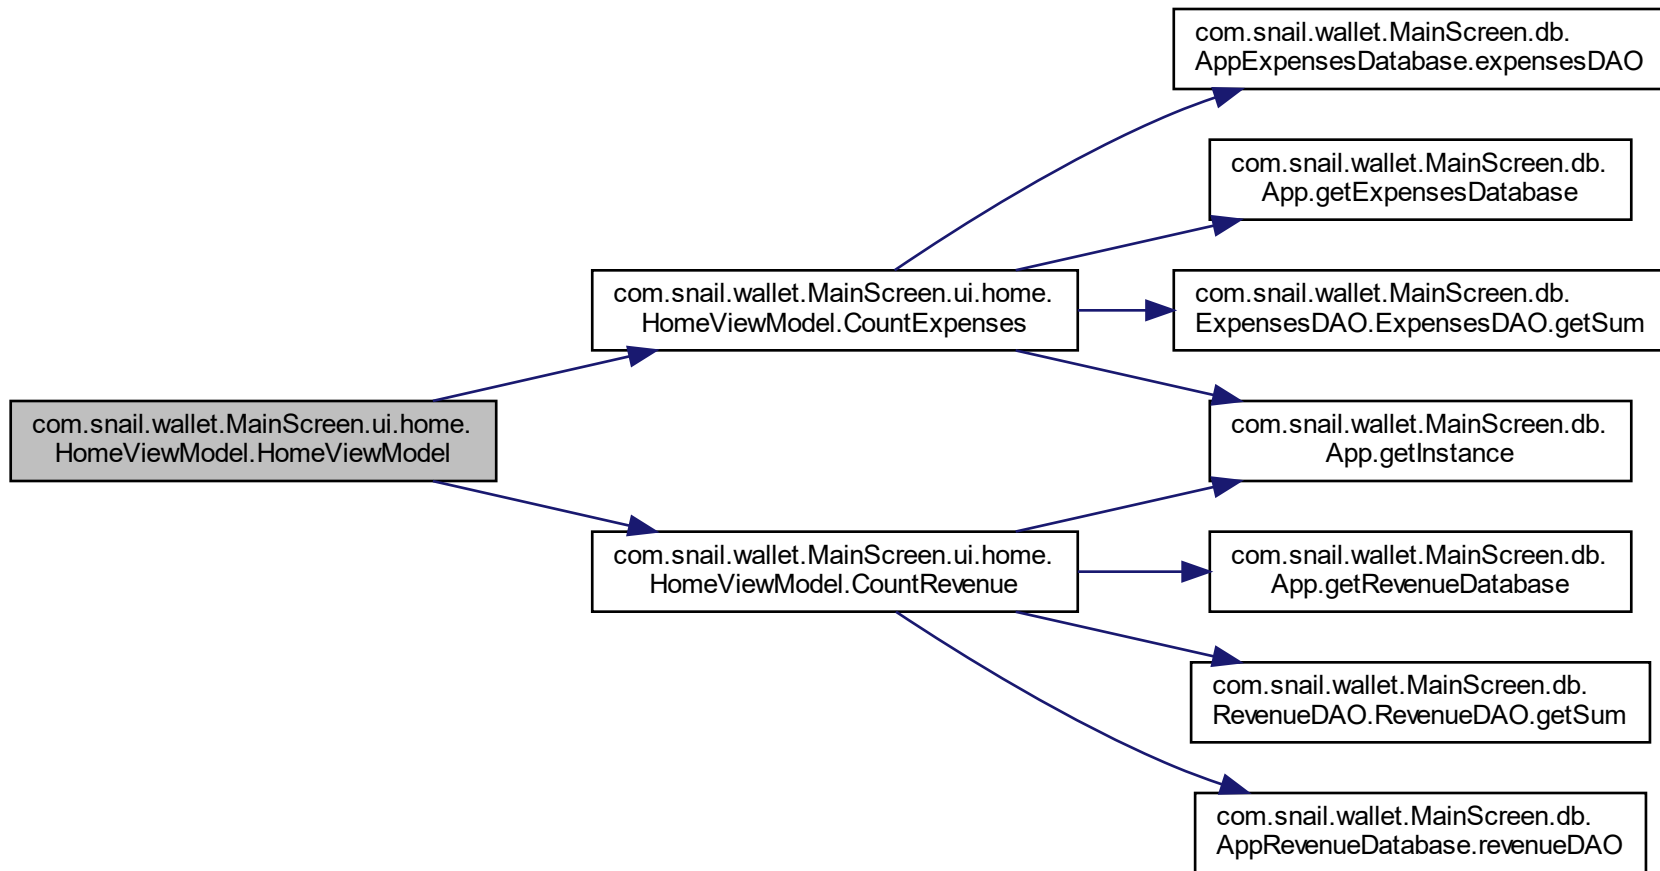 com.snail.wallet.MainScreen.db.
AppExpensesDatabase.expensesDAO
com.snail.wallet.MainScreen.db.
App.getExpensesDatabase
com.snail.wallet.MainScreen.ui.home.
HomeViewModel.CountExpenses
com.snail.wallet.MainScreen.db.
ExpensesDAO.ExpensesDAO.getSum
com.snail.wallet.MainScreen.ui.home.
HomeViewModel.HomeViewModel
com.snail.wallet.MainScreen.db.
App.getInstance
com.snail.wallet.MainScreen.ui.home.
HomeViewModel.CountRevenue
com.snail.wallet.MainScreen.db.
App.getRevenueDatabase
com.snail.wallet.MainScreen.db.
RevenueDAO.RevenueDAO.getSum
com.snail.wallet.MainScreen.db.
AppRevenueDatabase.revenueDAO